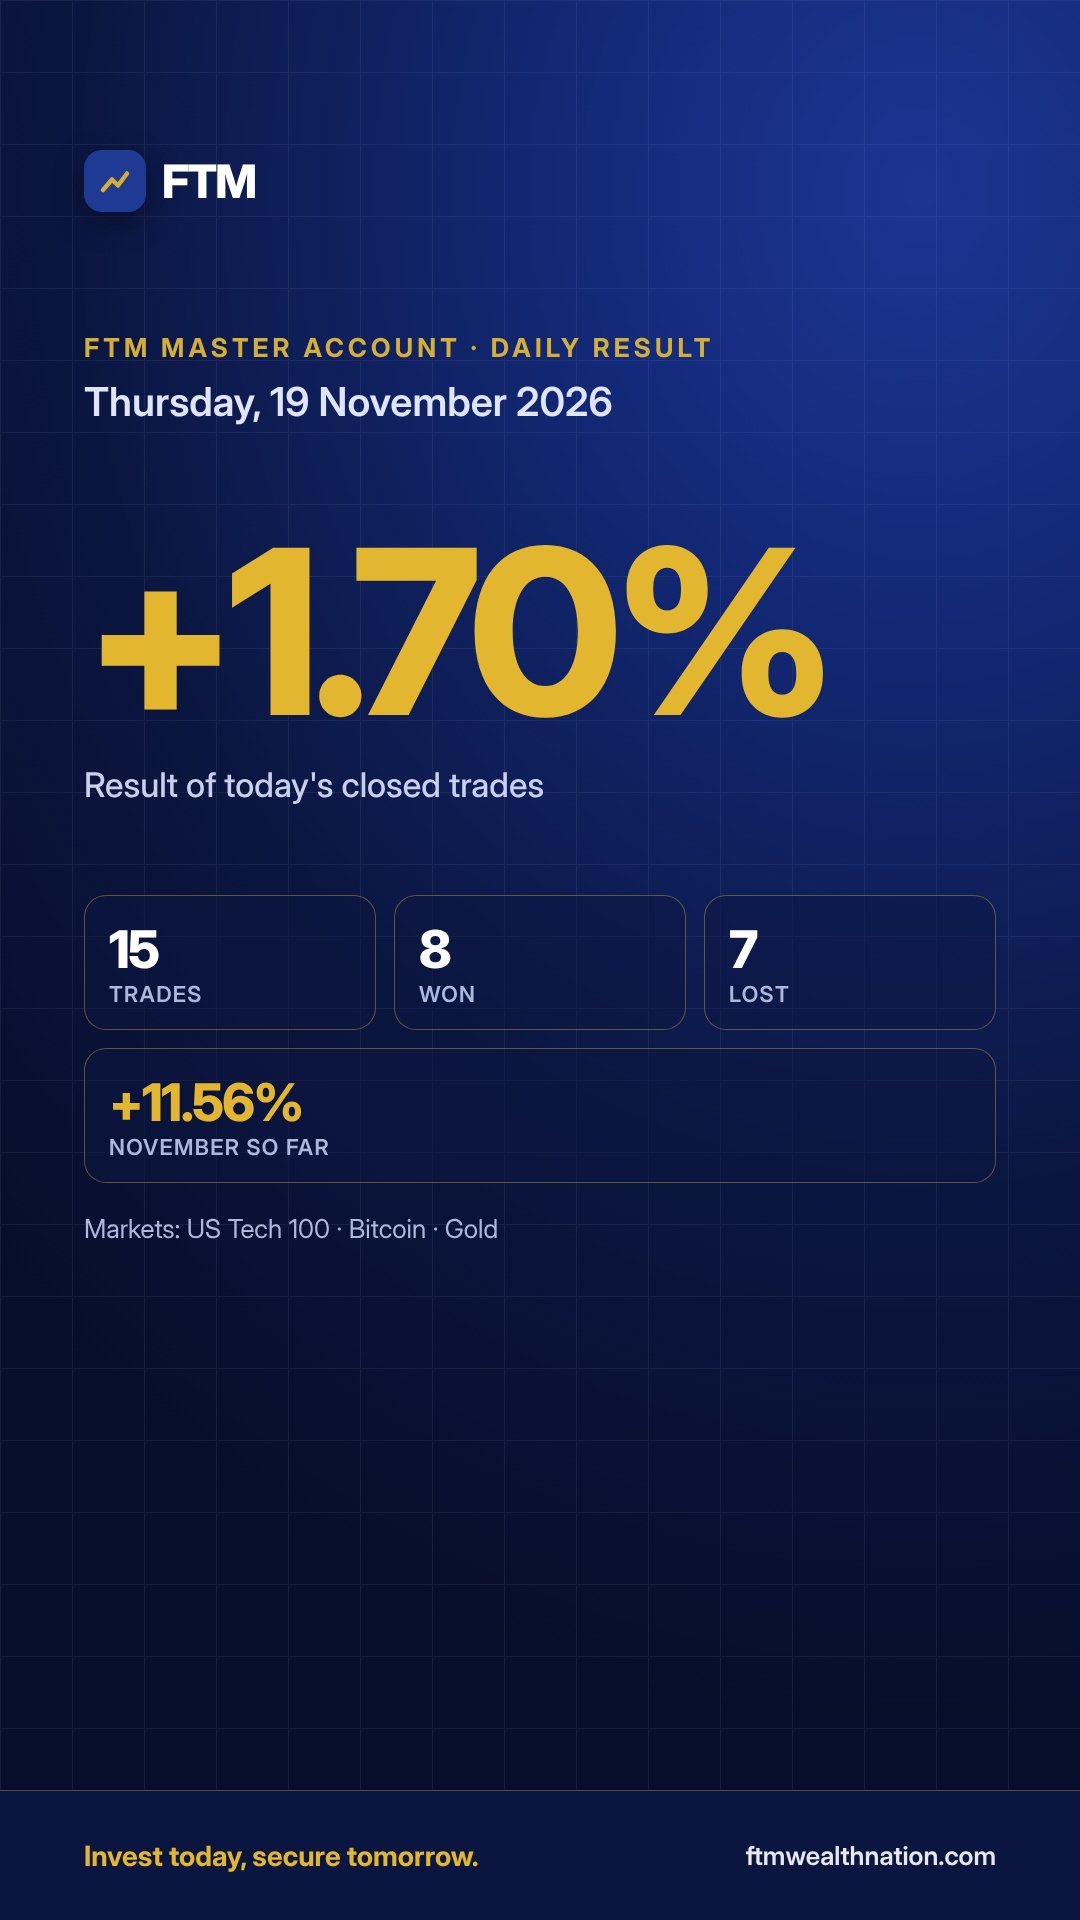 FTM
FTM MASTER ACCOUNT · DAILY RESULT
Thursday, 19 November 2026
+1.70%
Result of today's closed trades
15
TRADES
8
WON
7
LOST
+11.56%
NOVEMBER SO FAR
Markets: US Tech 100 · Bitcoin · Gold
Invest today, secure tomorrow.
ftmwealthnation.com